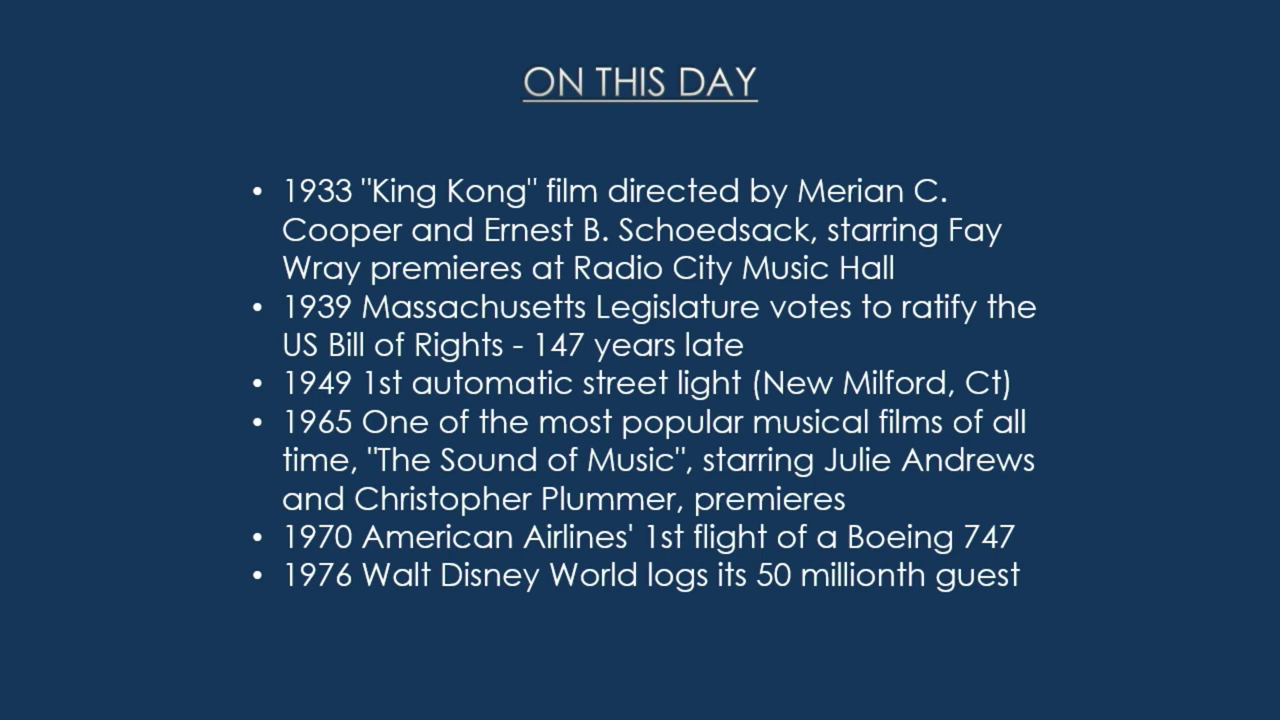 ON THIS DAY
• 1933 "King Kong" film directed by Merian C.
Cooper and Ernest B. Schoedsack, starring Fay
Wray premieres at Radio City Music Hall
• 1939 Massachusetts Legislature votes to ratify the
US Bill of Rights - 147 years late
• 1949 1st automatic street light (New Milford, Ct)
• 1965 One of the most popular musical films of all
time, "The Sound of Music", starring Julie Andrews
and Christopher Plummer, premieres
• 1970 American Airlines' 1st flight of a Boeing 747
• 1976 Walt Disney World logs its 50 millionth guest